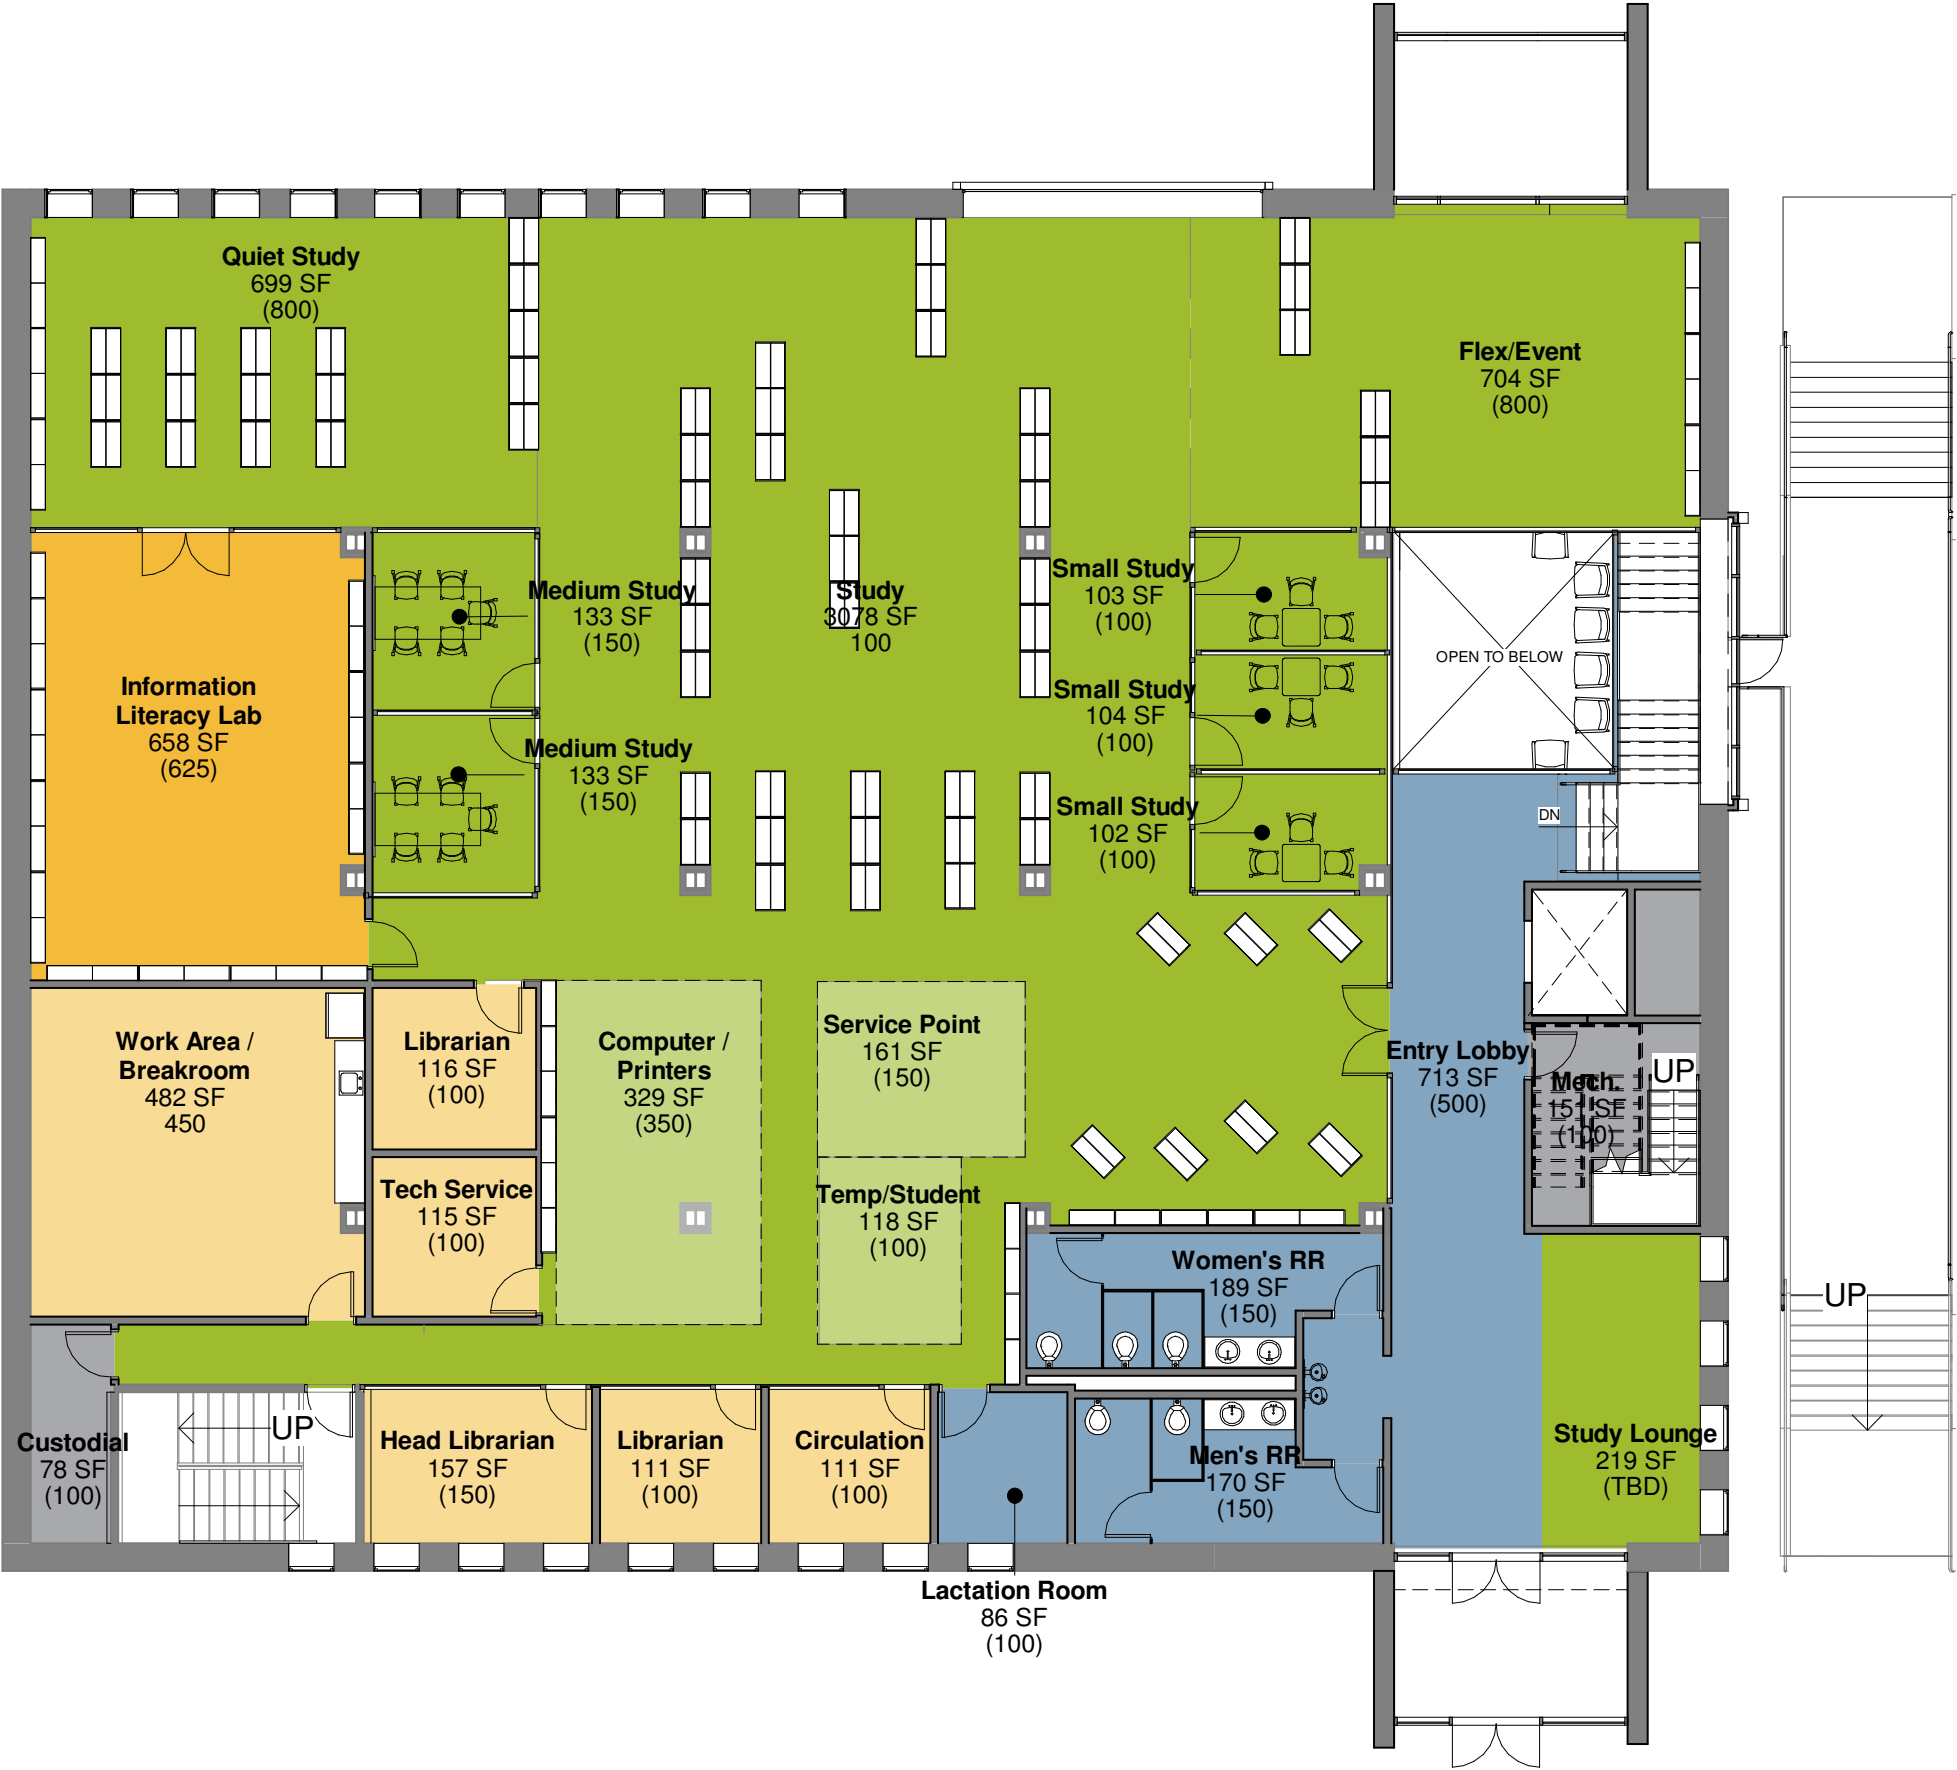 Quiet Study
699 SF
(800)
Flex/Event
704 SF
(800)
Medium Study
133 SF
(150)
Study
3078 SF
100
Small Study
103 SF
(100)
OPEN TO BELOW
Information
Literacy Lab
658 SF
(625)
Small Study
104 SF
(100)
Medium Study
133 SF
(150)
Small Study
102 SF
(100)
DN
Work Area /
Breakroom
482 SF
450
Librarian
116 SF
(100)
Computer /
Printers
329 SF
(350)
Service Point
161 SF
(150)
Entry Lobby
713 SF
(500)
Mech.
151 SF
(100)
UP
Tech Service
115 SF
(100)
Temp/Student
118 SF
(100)
Women's RR
189 SF
(150)
UP
UP
Custodial
78 SF
(100)
Head Librarian
157 SF
(150)
Librarian
111 SF
(100)
Circulation
111 SF
(100)
Men's RR
170 SF
(150)
Study Lounge
219 SF
(TBD)
Lactation Room
86 SF
(100)